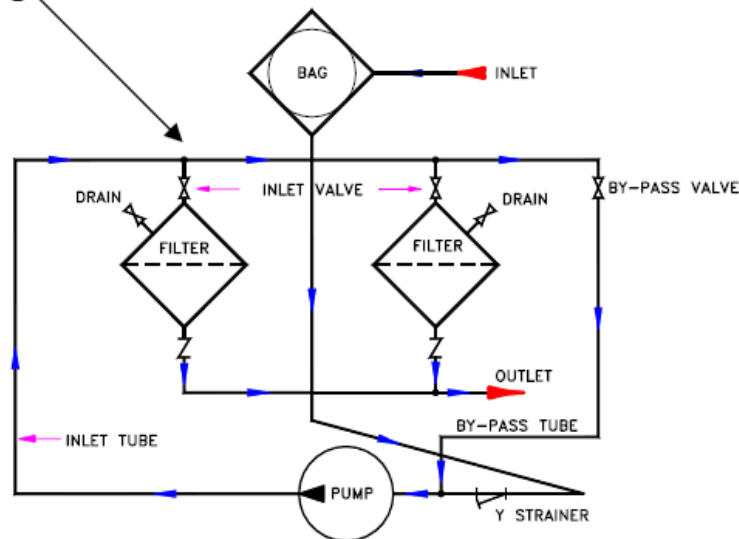 BAG
INLET
DRAIN
INLET VALVE
DRAIN
BY-PASS VALVE
FILTER
FILTER
OUTLET
BY-PASS TUBE
INLET TUBE
PUMP
Y STRAINER